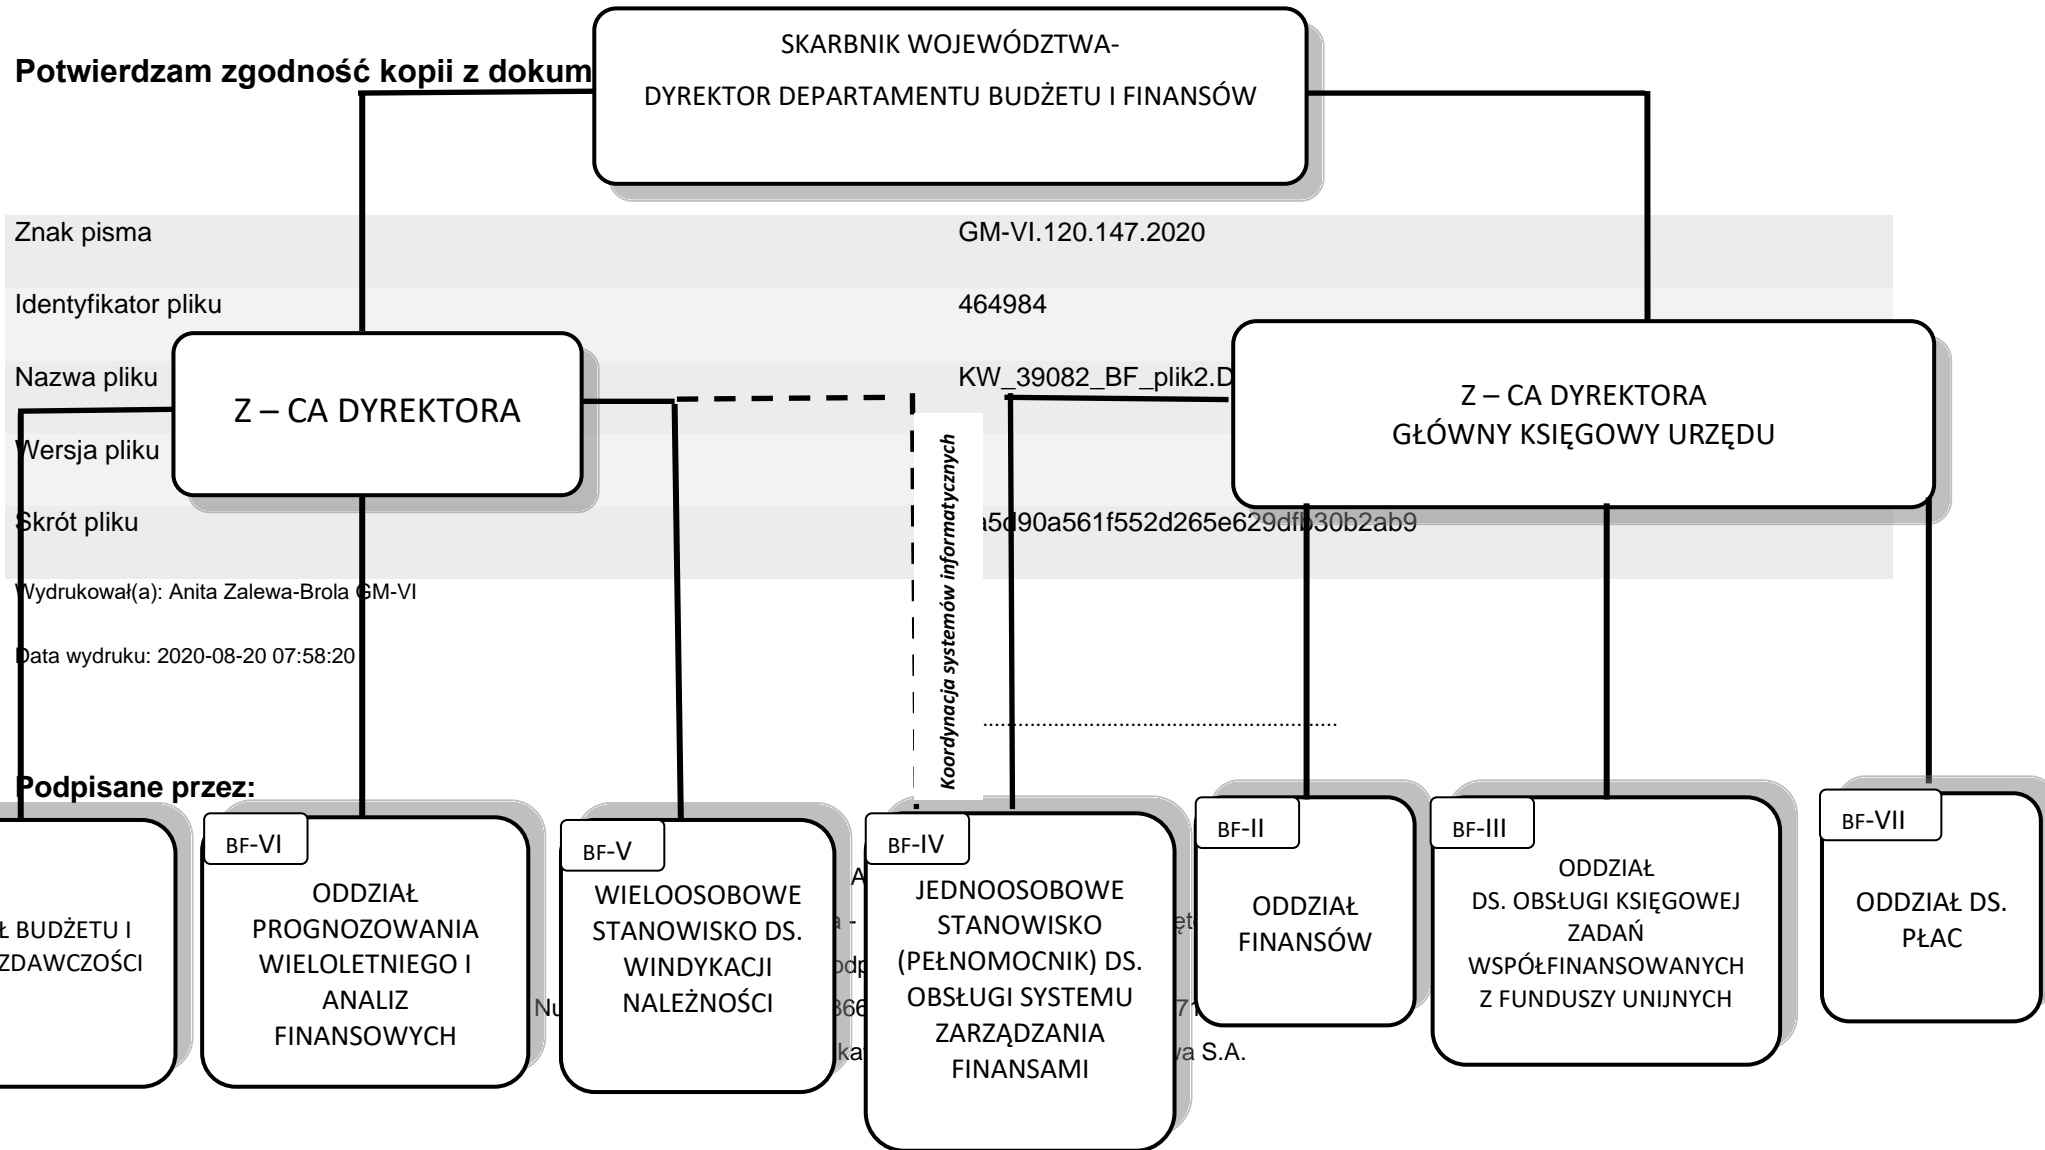 SKARBNIK WOJEWÓDZTWA-
DYREKTOR DEPARTAMENTU BUDŻETU I FINANSÓW
Potwierdzam zgodność kopii z
Znak pisma GM-VI.120.147.2020
Identyfikator pliku 464984
Nazwa pliku KW_39082_BF_plik2.D
Z – CA DYREKTORA
Z – CA DYREKTORA
GŁÓWNY KSIĘGOWY URZĘDU
Wersja pliku
Skrót pliku a5d90a561f552d265e629dfb30b2ab9
Koordynacja systemów informatycznych
Wydrukował(a): Anita Zalewa-Brola GM-VI
Data wydruku: 2020-08-20 07:58:20
Podpisane przez:
Ł BUDŻETU I
ZDAWCZOŚCI
BF-VI
ODDZIAŁ
PROGNOZOWANIA
WIELOLETNIEGO I
ANALIZ
FINANSOWYCH
BF-V
WIELOOSOBOWE
STANOWISKO DS.
WINDYKACJI
NALEŻNOŚCI
BF-IV
JEDNOOSOBOWE
STANOWISKO
(PEŁNOMOCNIK) DS.
OBSŁUGI SYSTEMU
ZARZĄDZANIA
FINANSAMI
BF-II
ODDZIAŁ
FINANSÓW
BF-III
ODDZIAŁ
DS. OBSŁUGI KSIĘGOWEJ
ZADAŃ
WSPÓŁFINANSOWANYCH
Z FUNDUSZY UNIJNYCH
BF-VII
ODDZIAŁ DS.
PŁAC
S.A.